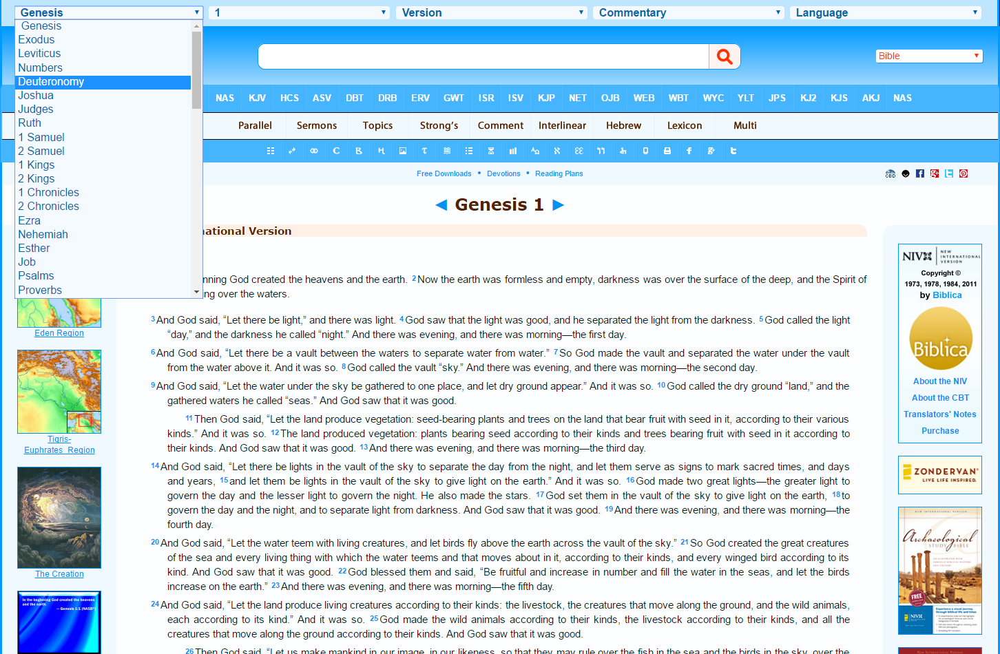 Genesis
1
Version
Commentary
Language
Genesis
Exodus
Leviticus
Numbers
Deuteronomy
Joshua
Judges
Ruth
1 Samuel
2 Samuel
1 Kings
2 Kings
1 Chronicles
2 Chronicles
Ezra
Nehemiah
Esther
Job
Psalms
Proverbs
Bible
NAS KJV HCS ASV DBT DRB ERV GWT ISR ISV KJP NET OJB WEB WBT WYC YLT JPS KJ2 KJS AKJ NAS
Parallel Sermons Topics Strong's Comment Interlinear Hebrew Lexicon Multi
Free Downloads • Devotions • Reading Plans
CBD
◄ Genesis 1 ►
national Version
nning God created the heavens and the earth. 2 Now the earth was formless and empty, darkness was over the surface of the deep, and the Spirit of
ing over the waters.
3 And God said, “Let there be light,” and there was light. 4 God saw that the light was good, and he separated the light from the darkness. 5 God called the light
“day,” and the darkness he called “night.” And there was evening, and there was morning—the first day.
6 And God said, “Let there be a vault between the waters to separate water from water.” 7 So God made the vault and separated the water under the vault
from the water above it. And it was so. 8 God called the vault “sky.” And there was evening, and there was morning—the second day.
9 And God said, “Let the water under the sky be gathered to one place, and let dry ground appear.” And it was so. 10 God called the dry ground “land,” and the
gathered waters he called “seas.” And God saw that it was good.
11 Then God said, “Let the land produce vegetation: seed-bearing plants and trees on the land that bear fruit with seed in it, according to their various
kinds.” And it was so. 12 The land produced vegetation: plants bearing seed according to their kinds and trees bearing fruit with seed in it according to
their kinds. And God saw that it was good. 13 And there was evening, and there was morning—the third day.
14 And God said, “Let there be lights in the vault of the sky to separate the day from the night, and let them serve as signs to mark sacred times, and days
and years, 15 and let them be lights in the vault of the sky to give light on the earth.” And it was so. 16 God made two great lights—the greater light to
govern the day and the lesser light to govern the night. He also made the stars. 17 God set them in the vault of the sky to give light on the earth, 18 to
govern the day and the night, and to separate light from darkness. And God saw that it was good. 19 And there was evening, and there was morning—the
fourth day.
20 And God said, “Let the water teem with living creatures, and let birds fly above the earth across the vault of the sky.” 21 So God created the great creatures
of the sea and every living thing with which the water teems and that moves about in it, according to their kinds, and every winged bird according to its
kind. And God saw that it was good. 22 God blessed them and said, “Be fruitful and increase in number and fill the water in the seas, and let the birds
increase on the earth.” 23 And there was evening, and there was morning—the fifth day.
24 And God said, “Let the land produce living creatures according to their kinds: the livestock, the creatures that move along the ground, and the wild animals,
each according to its kind.” And it was so. 25 God made the wild animals according to their kinds, the livestock according to their kinds, and all the
creatures that move along the ground according to their kinds. And God saw that it was good.
26 Then God said, “Let us make mankind in our image, in our likeness, so that they may rule over the fish in the sea and the birds in the sky, over the
Eden Region
Tigris-
Euphrates Region
The Creation
In the beginning God created the heavens
and the earth.
— Genesis 1:1 (NASB)
NIV NEW
INTERNATIONAL
VERSION
Copyright ©
1973, 1978, 1984, 2011
by Biblica
Biblica
About the NIV
About the CBT
Translators' Notes
Purchase
ZONDERVAN®
LIVE LIFE INSPIRED.
NEW INTERNATIONAL VERSION
Archaeological
STUDY BIBLE
FREE
NIV
Experience a visual journey
through biblical life and times